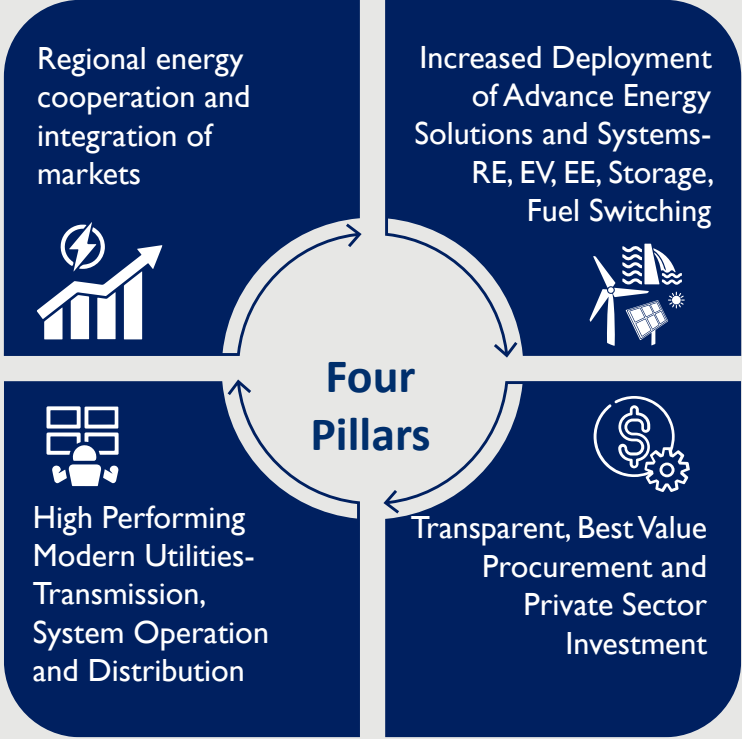 Regional energy
cooperation and
integration of
markets
Increased Deployment
of Advance Energy
Solutions and Systems-
RE, EV, EE, Storage,
Fuel Switching
Four
Pillars
High Performing
Modern Utilities-
Transmission,
System Operation
and Distribution
$
Transparent, Best Value
Procurement and
Private Sector
Investment